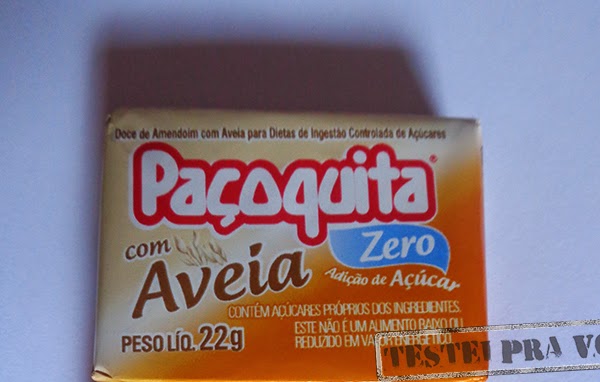 Doce de Amendoim com Aveia para Dietas de Ingestão Controlada de Açúcares
Paçoquita®
com
Aveia
Zero
Adição de Açúcar
CONTÉM AÇÚCARES PRÓPRIOS DOS INGREDIENTES.
ESTE NÃO É UM ALIMENTO BAIXO OU
REDUZIDO EM VALOR ENERGÉTICO.
PESO LÍQ. 22g
TESTEI PRA VO